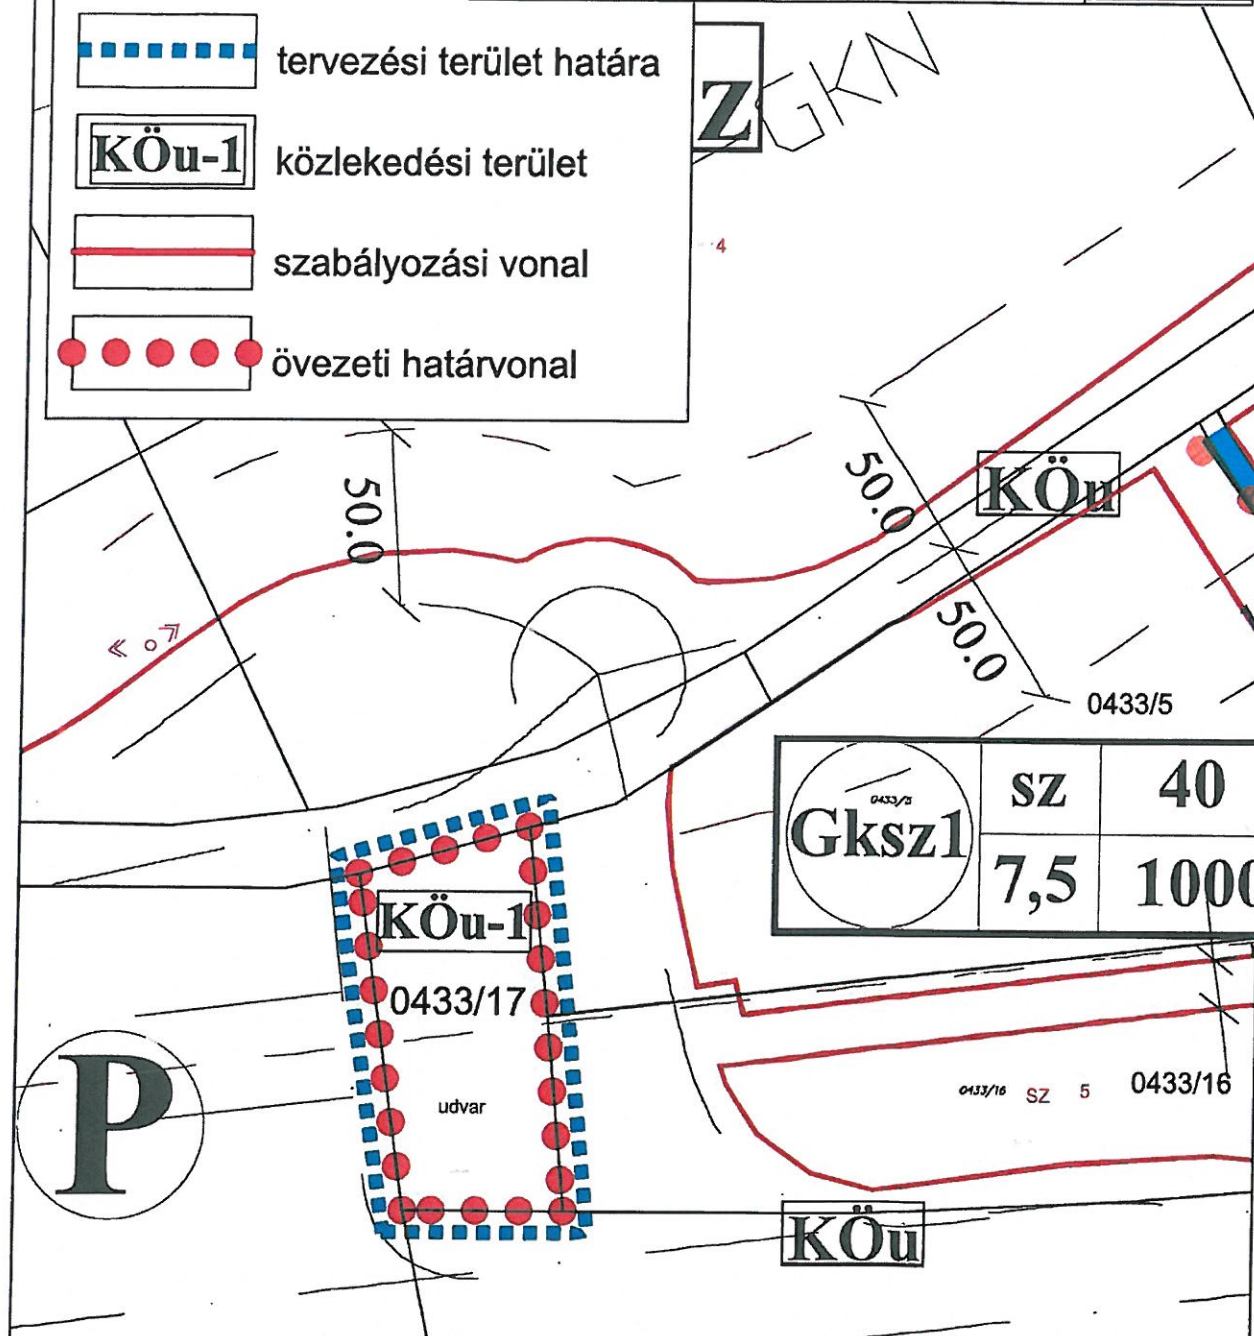 tervezési terület határa
KÖu-1 közlekedési terület
szabályozási vonal
övezeti határvonal
Z
GKN
4
50.0
50.0
KÖu
50.0
0433/5
0433/5
Gksz1
sz 40
7,5 1000
KÖu-1
0433/17
udvar
P
0433/16 sz 5 0433/16
KÖu